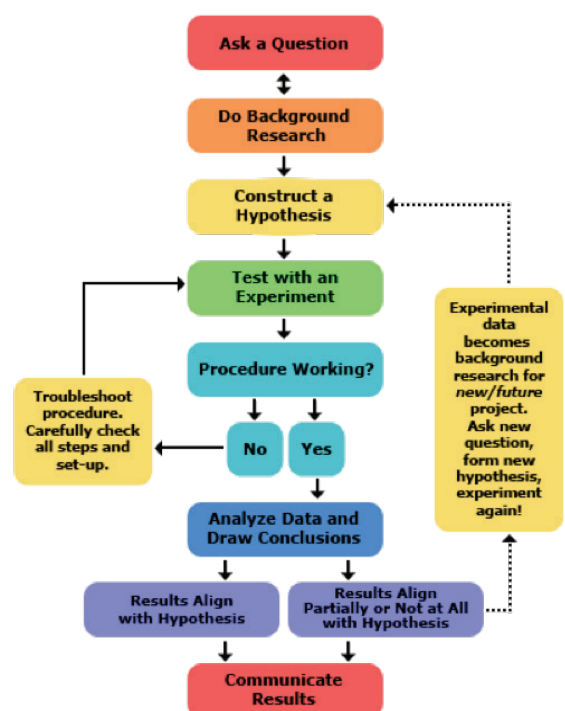 Ask a Question
Do Background
Research
Construct a
Hypothesis
Test with an
Experiment
Procedure Working?
No
Yes
Troubleshoot
procedure.
Carefully check
all steps and
set-up.
Analyze Data and
Draw Conclusions
Results Align
with Hypothesis
Results Align
Partially or Not at All
with Hypothesis
Experimental
data
becomes
background
research for
new/future
project.
Ask new
question,
form new
hypothesis,
experiment
again!
Communicate
Results